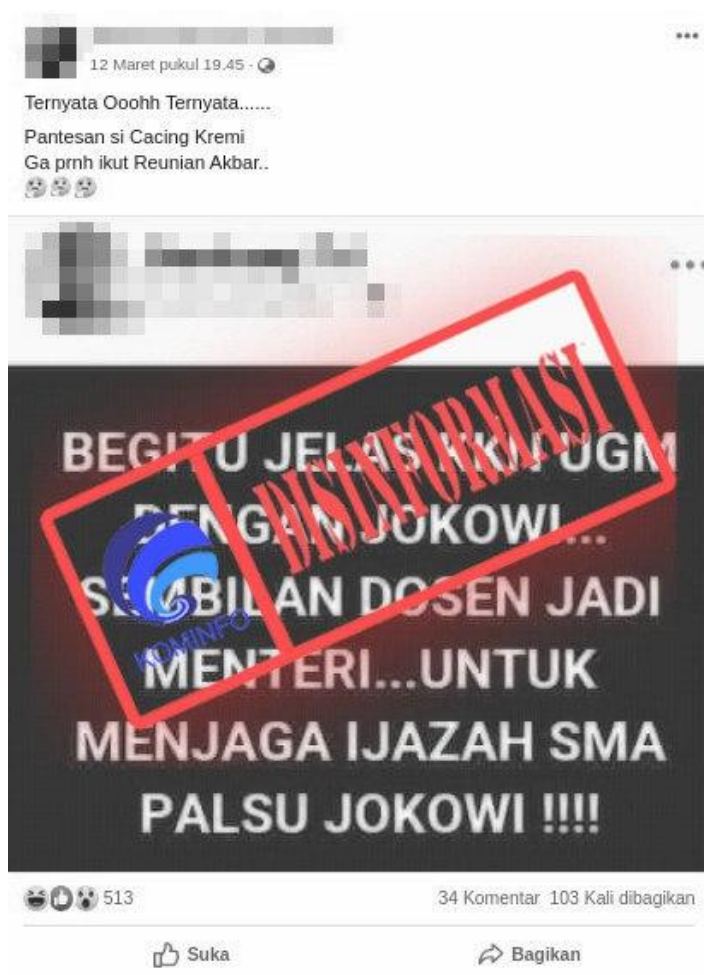 12 Maret pukul 19.45 ·
Ternyata Ooohh Ternyata......
Pantesan si Cacing Kremi
Ga prnh ikut Reunian Akbar..
BEGITU JELAS KKN UGM
DENGAN JOKOWI...
SEMBILAN DOSEN JADI
MENTERI...UNTUK
MENJAGA IJAZAH SMA
PALSU JOKOWI !!!!
DISINFORMASI
KOMINFO
513
34 Komentar 103 Kali dibagikan
Suka
Bagikan